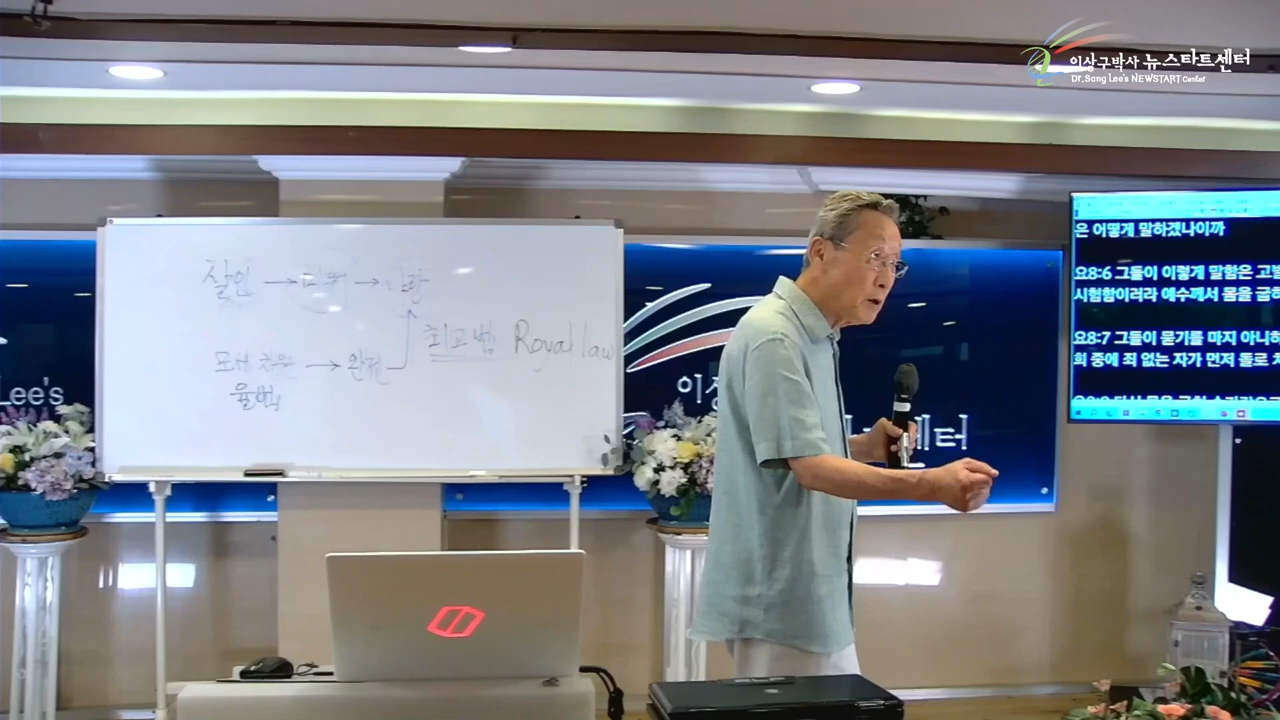 이상구박사 뉴스타트센터
Dr. Sang Lee's NEWSTART Center
은 어떻게 말하겠나이까
요8:6 그들이 이렇게 말함은 고발
시험함이러라 예수께서 몸을 굽히
요8:7 그들이 묻기를 마지 아니하
희 중에 죄 없는 자가 먼저 돌로 치
살인 → → 사랑
최고법 Royal law
모세 → 완전
율법
Lee's
이상
센터